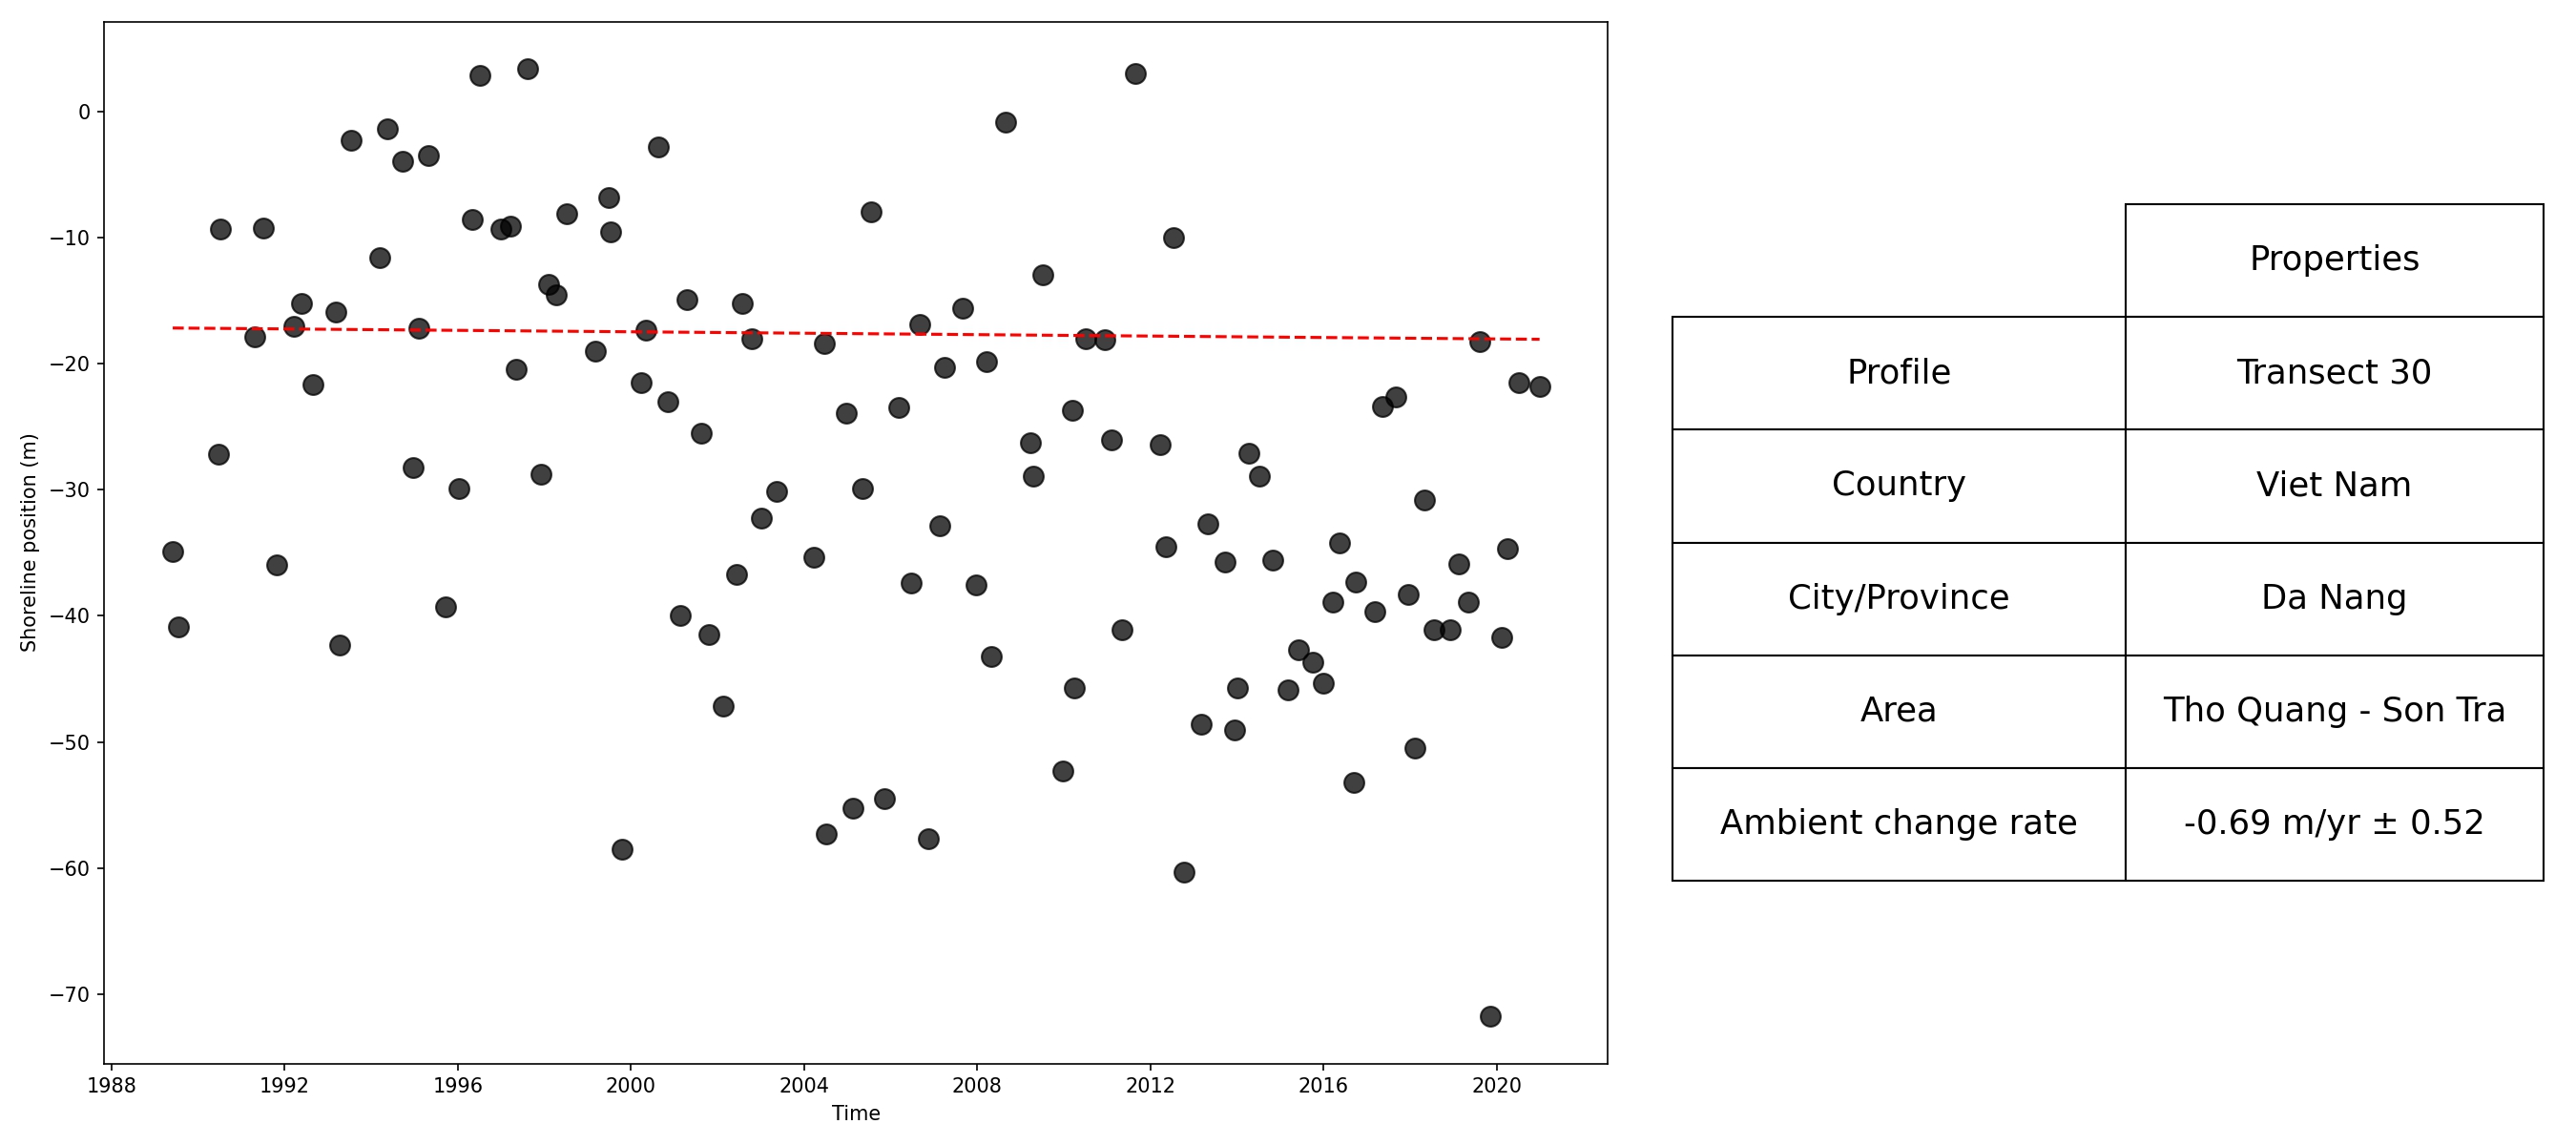 0
−10
−20
−30
−40
−50
−60
−70
Shoreline position (m)
1988 1992 1996 2000 2004 2008 2012 2016 2020
Time
Properties
Profile Transect 30
Country Viet Nam
City/Province Da Nang
Area Tho Quang - Son Tra
Ambient change rate -0.69 m/yr ± 0.52